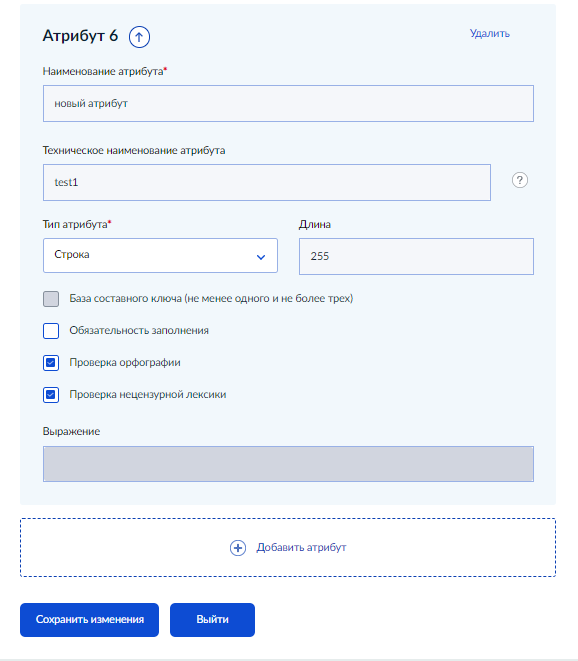 Атрибут 6
Удалить
Наименование атрибута*
новый атрибут
Техническое наименование атрибута
test1
?
Тип атрибута*
Длина
Строка
255
База составного ключа (не менее одного и не более трех)
Обязательность заполнения
Проверка орфографии
Проверка нецензурной лексики
Выражение
Добавить атрибут
Сохранить изменения
Выйти